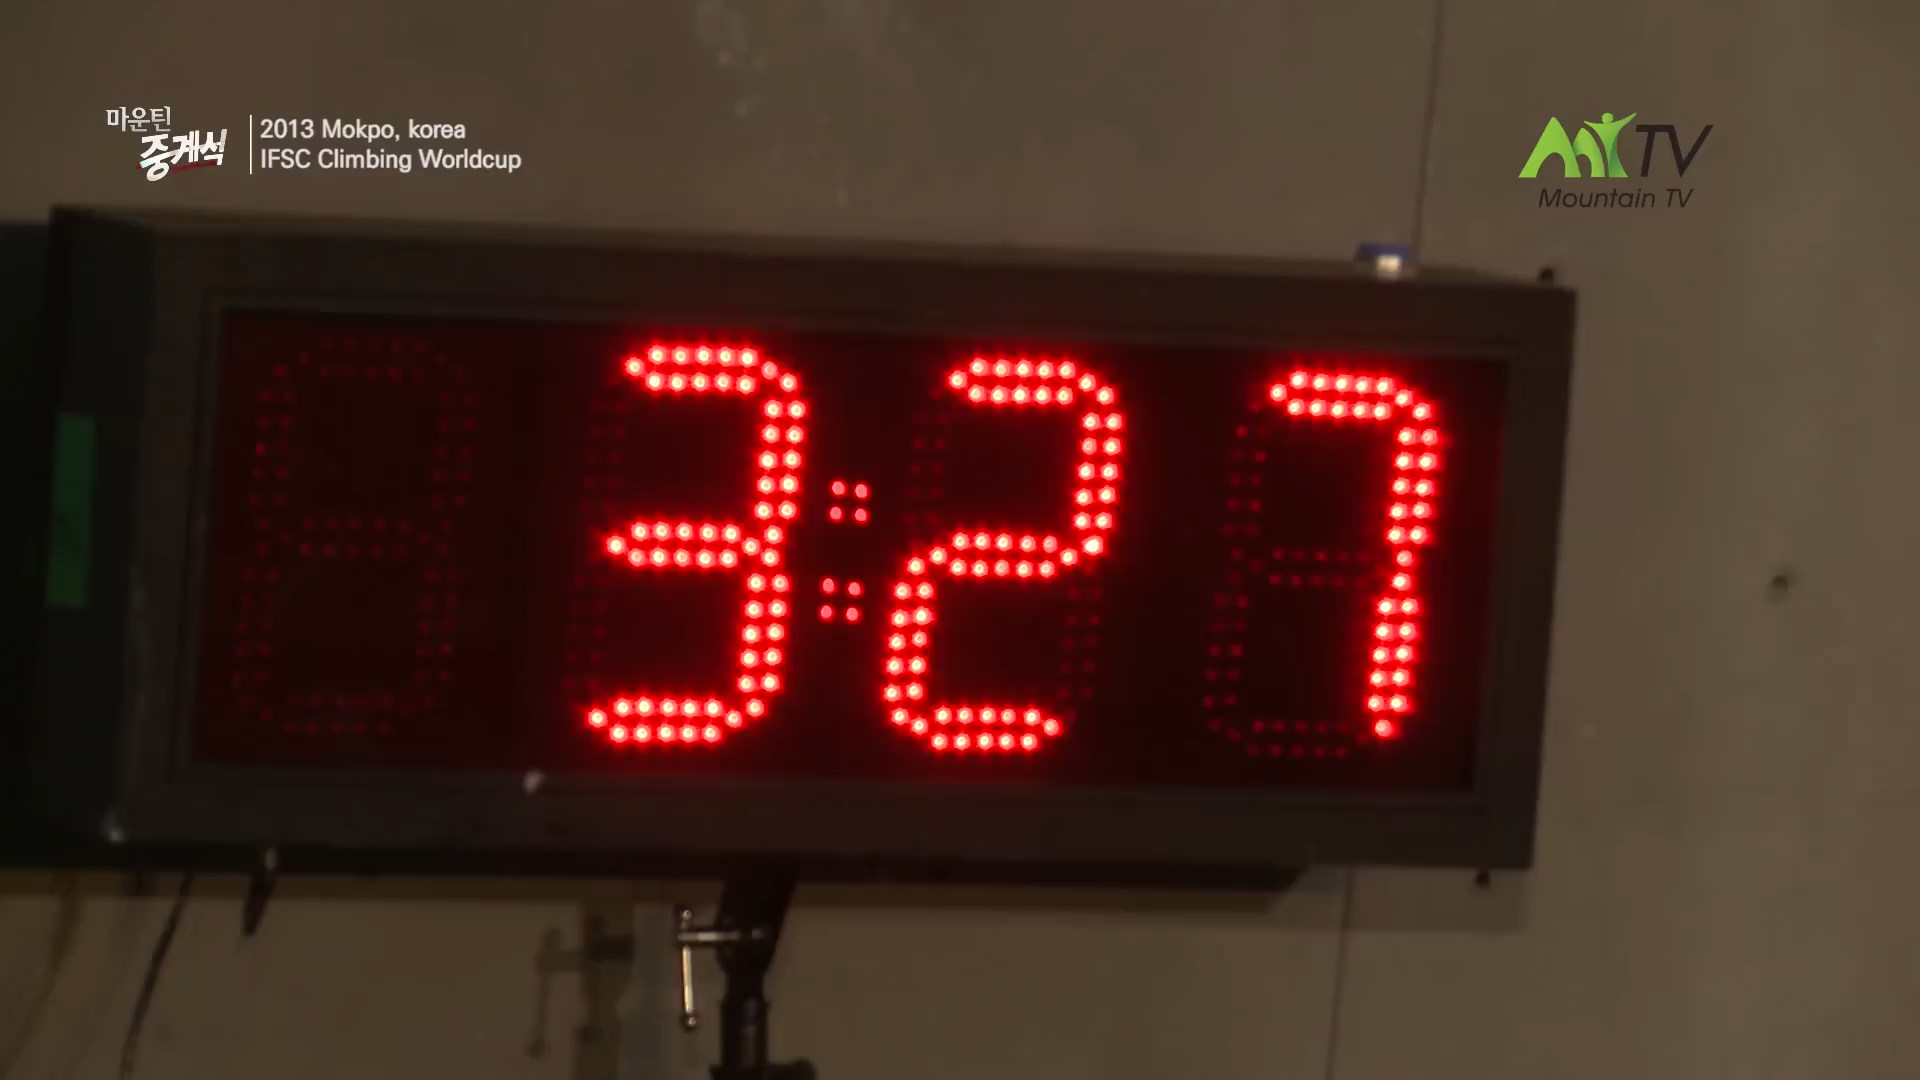 마운틴
중계석
2013 Mokpo, korea
IFSC Climbing Worldcup
TV
Mountain TV
3:27